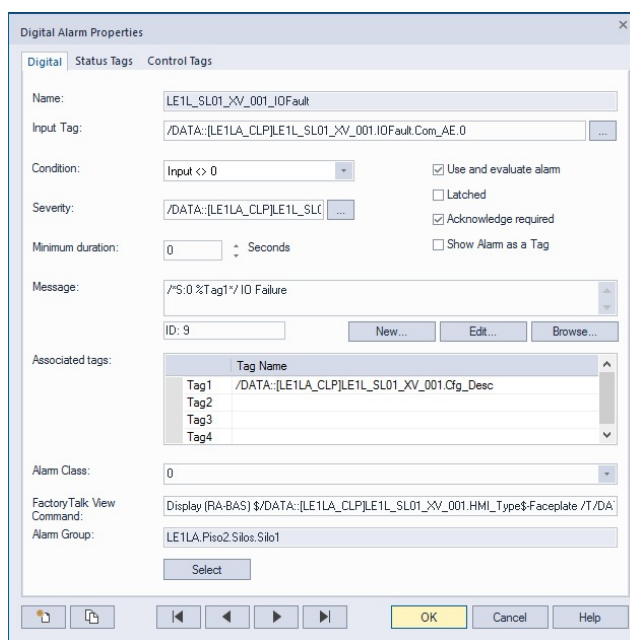 Digital Alarm Properties
Digital Status Tags Control Tags
Name: LE1L_SL01_XV_001_IOFault
Input Tag: /DATA::[LE1LA_CLP]LE1L_SL01_XV_001.IOFault.Com_AE.0 ...
Condition: Input <> 0 Use and evaluate alarm
Latched
Severity: /DATA::[LE1LA_CLP]LE1L_SL( ... Acknowledge required
Minimum duration: 0 Seconds Show Alarm as a Tag
Message: /*S:0 %Tag1*/ IO Failure
ID: 9 New... Edit... Browse...
Associated tags: Tag Name
Tag1 /DATA::[LE1LA_CLP]LE1L_SL01_XV_001.Cfg_Desc
Tag2
Tag3
Tag4
Alarm Class: 0
FactoryTalk View
Command: Display (RA-BAS) $/DATA::[LE1LA_CLP]LE1L_SL01_XV_001.HMI_Type$-Faceplate /T/DA
Alarm Group: LE1LA.Piso2.Silos.Silo1
Select
OK Cancel Help